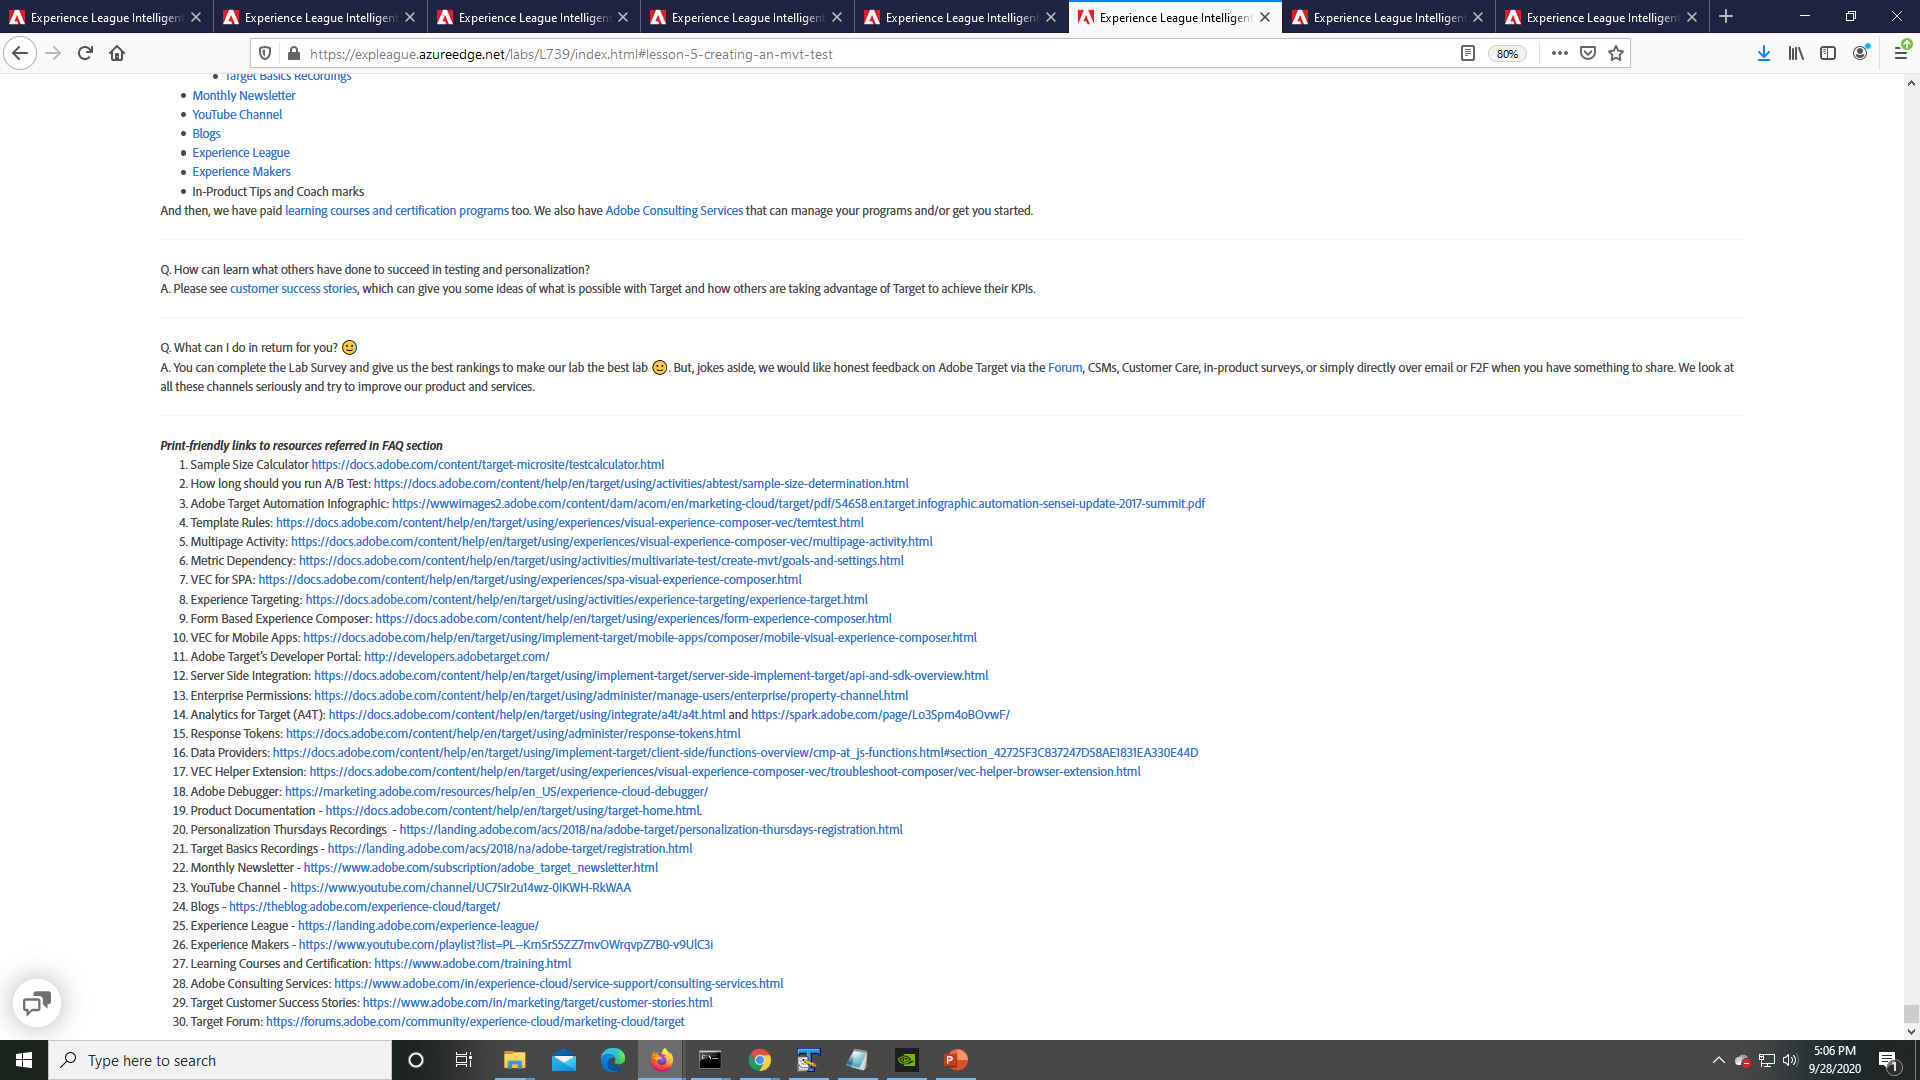 Experience League Intelligent
Experience League Intelligent
Experience League Intelligent
Experience League Intelligent
Experience League Intelligent
Experience League Intelligent
Experience League Intelligent
Experience League Intelligent
https://expleague.azureedge.net/labs/L739/index.html#lesson-5-creating-an-mvt-test
80%
Target Basics Recordings
Monthly Newsletter
YouTube Channel
Blogs
Experience League
Experience Makers
In-Product Tips and Coach marks
And then, we have paid learning courses and certification programs too. We also have Adobe Consulting Services that can manage your programs and/or get you started.
Q. How can learn what others have done to succeed in testing and personalization?
A. Please see customer success stories, which can give you some ideas of what is possible with Target and how others are taking advantage of Target to achieve their KPIs.
Q. What can I do in return for you? 🙂
A. You can complete the Lab Survey and give us the best rankings to make our lab the best lab 🙂. But, jokes aside, we would like honest feedback on Adobe Target via the Forum, CSMs, Customer Care, in-product surveys, or simply directly over email or F2F when you have something to share. We look at
all these channels seriously and try to improve our product and services.
Print-friendly links to resources referred in FAQ section
1. Sample Size Calculator https://docs.adobe.com/content/target-microsite/testcalculator.html
2. How long should you run A/B Test: https://docs.adobe.com/content/help/en/target/using/activities/abtest/sample-size-determination.html
3. Adobe Target Automation Infographic: https://wwwimages2.adobe.com/content/dam/acom/en/marketing-cloud/target/pdf/54658.en.target.infographic.automation-sensei-update-2017-summit.pdf
4. Template Rules: https://docs.adobe.com/content/help/en/target/using/experiences/visual-experience-composer-vec/temtest.html
5. Multipage Activity: https://docs.adobe.com/content/help/en/target/using/experiences/visual-experience-composer-vec/multipage-activity.html
6. Metric Dependency: https://docs.adobe.com/content/help/en/target/using/activities/multivariate-test/create-mvt/goals-and-settings.html
7. VEC for SPA: https://docs.adobe.com/content/help/en/target/using/experiences/spa-visual-experience-composer.html
8. Experience Targeting: https://docs.adobe.com/content/help/en/target/using/activities/experience-targeting/experience-target.html
9. Form Based Experience Composer: https://docs.adobe.com/content/help/en/target/using/experiences/form-experience-composer.html
10. VEC for Mobile Apps: https://docs.adobe.com/help/en/target/using/implement-target/mobile-apps/composer/mobile-visual-experience-composer.html
11. Adobe Target's Developer Portal: http://developers.adobetarget.com/
12. Server Side Integration: https://docs.adobe.com/content/help/en/target/using/implement-target/server-side-implement-target/api-and-sdk-overview.html
13. Enterprise Permissions: https://docs.adobe.com/content/help/en/target/using/administer/manage-users/enterprise/property-channel.html
14. Analytics for Target (A4T): https://docs.adobe.com/content/help/en/target/using/integrate/a4t/a4t.html and https://spark.adobe.com/page/Lo3Spm4oBOvwF/
15. Response Tokens: https://docs.adobe.com/content/help/en/target/using/administer/response-tokens.html
16. Data Providers: https://docs.adobe.com/content/help/en/target/using/implement-target/client-side/functions-overview/cmp-at_js-functions.html#section_42725F3C837247D58AE1831EA330E44D
17. VEC Helper Extension: https://docs.adobe.com/content/help/en/target/using/experiences/visual-experience-composer-vec/troubleshoot-composer/vec-helper-browser-extension.html
18. Adobe Debugger: https://marketing.adobe.com/resources/help/en_US/experience-cloud-debugger/
19. Product Documentation - https://docs.adobe.com/content/help/en/target/using/target-home.html.
20. Personalization Thursdays Recordings - https://landing.adobe.com/acs/2018/na/adobe-target/personalization-thursdays-registration.html
21. Target Basics Recordings - https://landing.adobe.com/acs/2018/na/adobe-target/registration.html
22. Monthly Newsletter - https://www.adobe.com/subscription/adobe_target_newsletter.html
23. YouTube Channel - https://www.youtube.com/channel/UC75Ir2u14wz-0IKWH-RkWAA
24. Blogs - https://theblog.adobe.com/experience-cloud/target/
25. Experience League - https://landing.adobe.com/experience-league/
26. Experience Makers - https://www.youtube.com/playlist?list=PL--Krn5r55ZZ7mvOWrqvpZ7B0-v9UlC3i
27. Learning Courses and Certification: https://www.adobe.com/training.html
28. Adobe Consulting Services: https://www.adobe.com/in/experience-cloud/service-support/consulting-services.html
29. Target Customer Success Stories: https://www.adobe.com/in/marketing/target/customer-stories.html
30. Target Forum: https://forums.adobe.com/community/experience-cloud/marketing-cloud/target
Type here to search
5:06 PM
9/28/2020
1